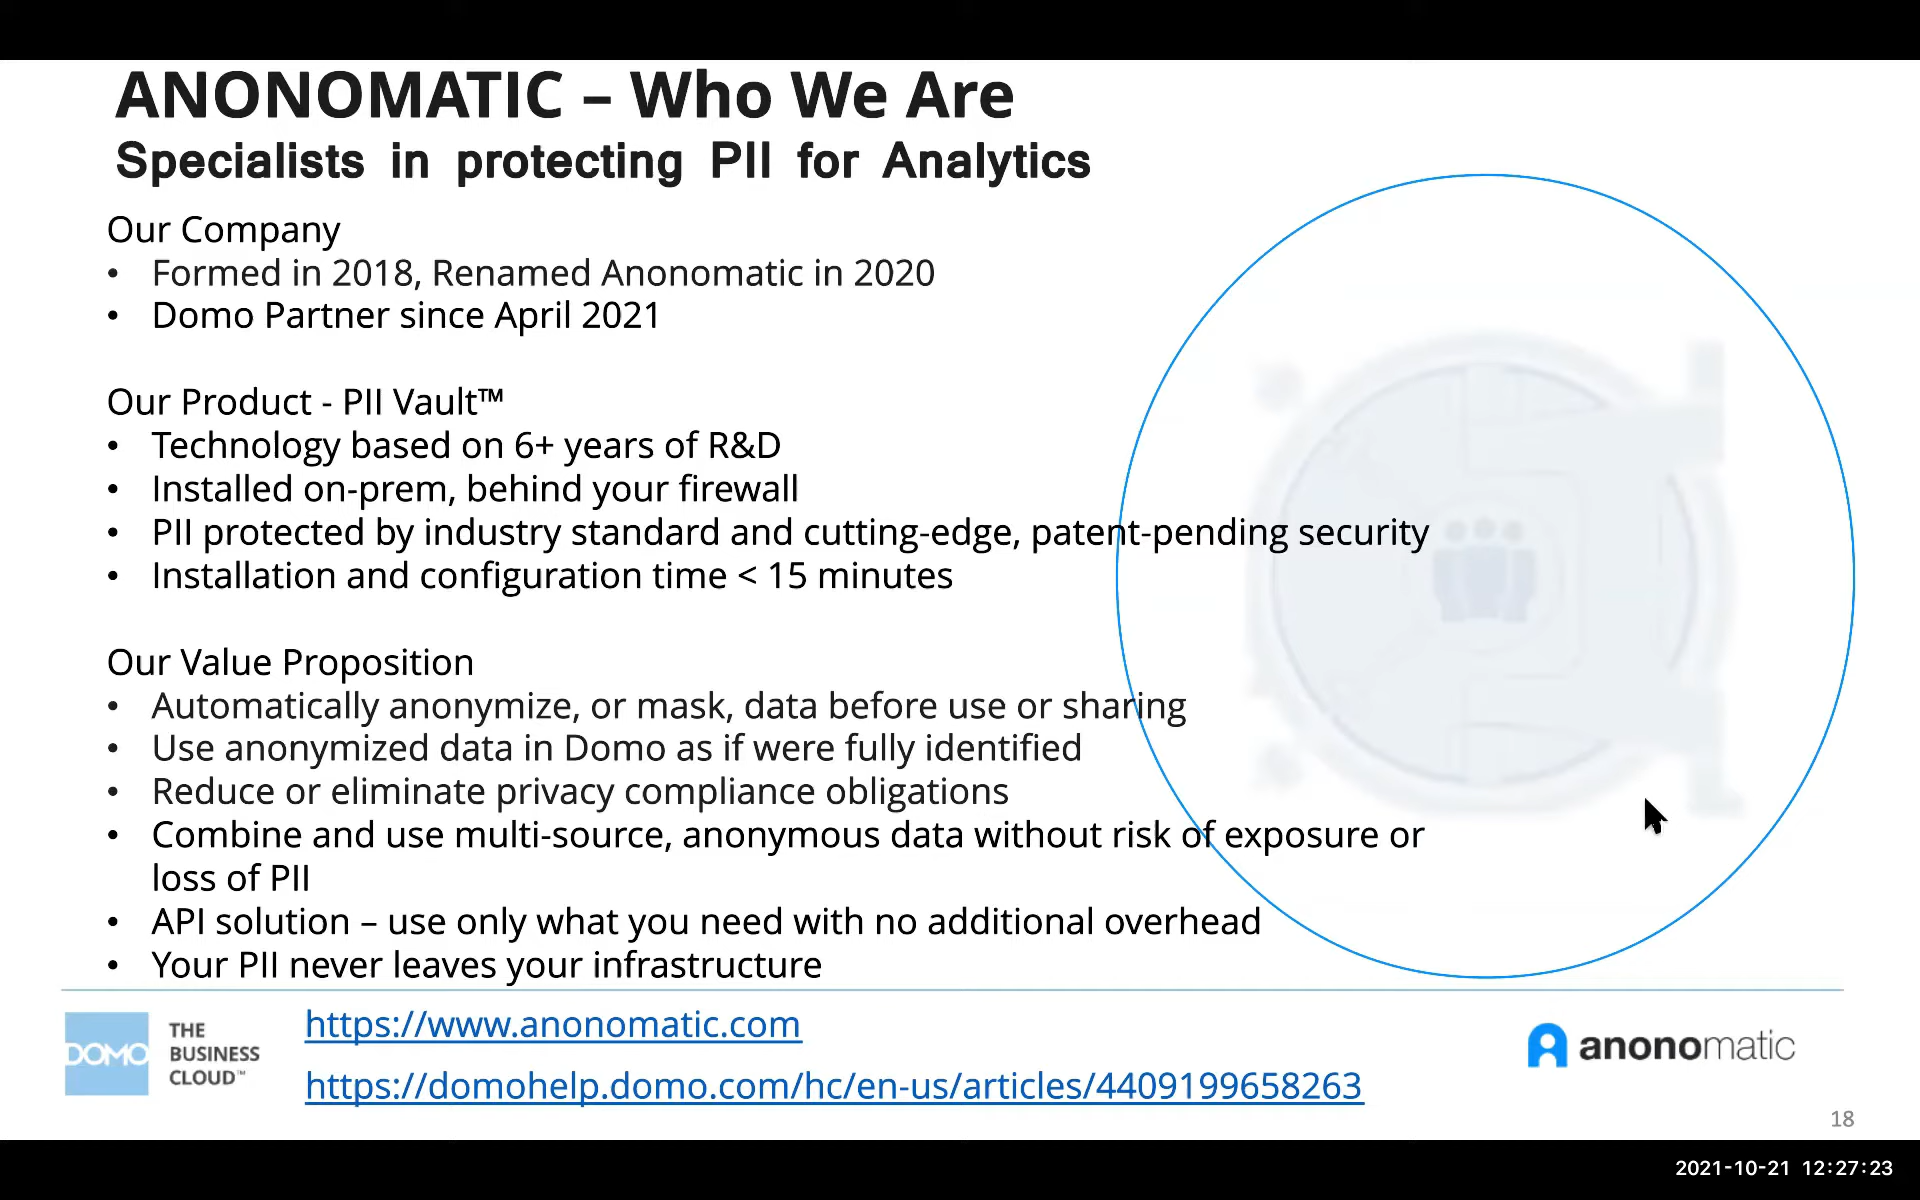 ANONOMATIC – Who We Are
Specialists in protecting PII for Analytics
Our Company
• Formed in 2018, Renamed Anonomatic in 2020
• Domo Partner since April 2021
Our Product - PII Vault™
• Technology based on 6+ years of R&D
• Installed on-prem, behind your firewall
• PII protected by industry standard and cutting-edge, patent-pending security
• Installation and configuration time < 15 minutes
Our Value Proposition
• Automatically anonymize, or mask, data before use or sharing
• Use anonymized data in Domo as if were fully identified
• Reduce or eliminate privacy compliance obligations
• Combine and use multi-source, anonymous data without risk of exposure or
loss of PII
• API solution – use only what you need with no additional overhead
• Your PII never leaves your infrastructure
DOMO
THE
BUSINESS
CLOUD™
https://www.anonomatic.com
https://domohelp.domo.com/hc/en-us/articles/4409199658263
anonomatic
18
2021-10-21 12:27:23